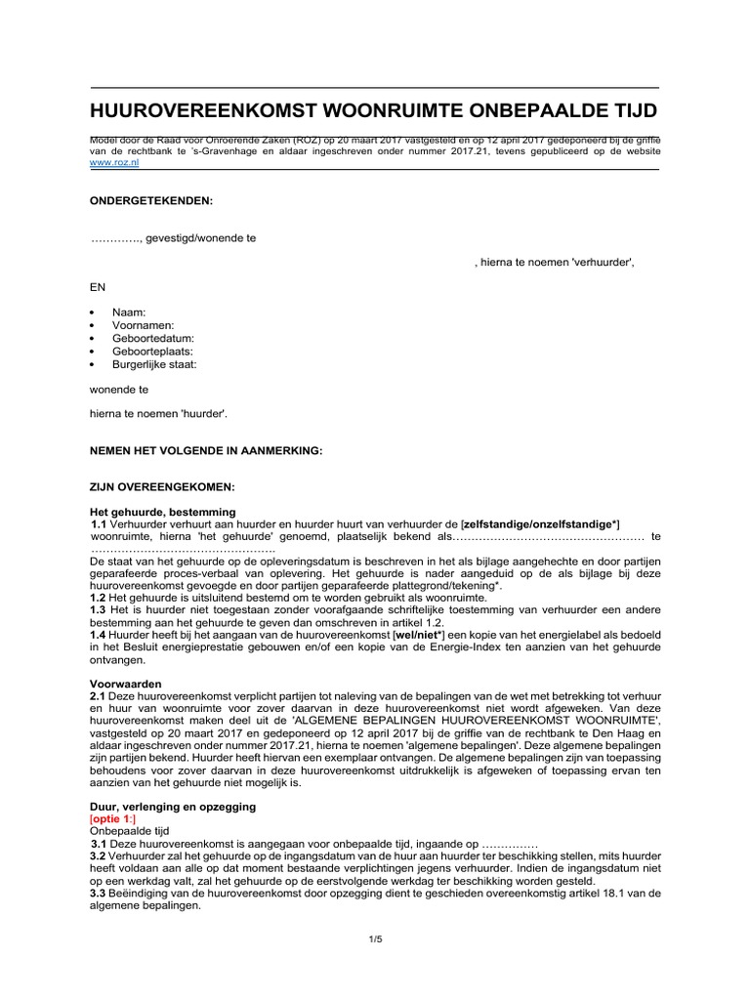 HUUROVEREENKOMST WOONRUIMTE ONBEPAALDE TIJD
Model door de Raad voor Onroerende Zaken (ROZ) op 20 maart 2017 vastgesteld en op 12 april 2017 gedeponeerd bij de griffie
van de rechtbank te 's-Gravenhage en aldaar ingeschreven onder nummer 2017.21, tevens gepubliceerd op de website
www.roz.nl
ONDERGETEKENDEN:
…………., gevestigd/wonende te
, hierna te noemen 'verhuurder',
EN
• Naam:
• Voornamen:
• Geboortedatum:
• Geboorteplaats:
• Burgerlijke staat:
wonende te
hierna te noemen 'huurder'.
NEMEN HET VOLGENDE IN AANMERKING:
ZIJN OVEREENGEKOMEN:
Het gehuurde, bestemming
1.1 Verhuurder verhuurt aan huurder en huurder huurt van verhuurder de [zelfstandige/onzelfstandige*]
woonruimte, hierna 'het gehuurde' genoemd, plaatselijk bekend als…………………………………………… te
………………………………………….
De staat van het gehuurde op de opleveringsdatum is beschreven in het als bijlage aangehechte en door partijen
geparafeerde proces-verbaal van oplevering. Het gehuurde is nader aangeduid op de als bijlage bij deze
huurovereenkomst gevoegde en door partijen geparafeerde plattegrond/tekening*.
1.2 Het gehuurde is uitsluitend bestemd om te worden gebruikt als woonruimte.
1.3 Het is huurder niet toegestaan zonder voorafgaande schriftelijke toestemming van verhuurder een andere
bestemming aan het gehuurde te geven dan omschreven in artikel 1.2.
1.4 Huurder heeft bij het aangaan van de huurovereenkomst [wel/niet*] een kopie van het energielabel als bedoeld
in het Besluit energieprestatie gebouwen en/of een kopie van de Energie-Index ten aanzien van het gehuurde
ontvangen.
Voorwaarden
2.1 Deze huurovereenkomst verplicht partijen tot naleving van de bepalingen van de wet met betrekking tot verhuur
en huur van woonruimte voor zover daarvan in deze huurovereenkomst niet wordt afgeweken. Van deze
huurovereenkomst maken deel uit de 'ALGEMENE BEPALINGEN HUUROVEREENKOMST WOONRUIMTE',
vastgesteld op 20 maart 2017 en gedeponeerd op 12 april 2017 bij de griffie van de rechtbank te Den Haag en
aldaar ingeschreven onder nummer 2017.21, hierna te noemen 'algemene bepalingen'. Deze algemene bepalingen
zijn partijen bekend. Huurder heeft hiervan een exemplaar ontvangen. De algemene bepalingen zijn van toepassing
behoudens voor zover daarvan in deze huurovereenkomst uitdrukkelijk is afgeweken of toepassing ervan ten
aanzien van het gehuurde niet mogelijk is.
Duur, verlenging en opzegging
[optie 1:]
Onbepaalde tijd
3.1 Deze huurovereenkomst is aangegaan voor onbepaalde tijd, ingaande op ……………
3.2 Verhuurder zal het gehuurde op de ingangsdatum van de huur aan huurder ter beschikking stellen, mits huurder
heeft voldaan aan alle op dat moment bestaande verplichtingen jegens verhuurder. Indien de ingangsdatum niet
op een werkdag valt, zal het gehuurde op de eerstvolgende werkdag ter beschikking worden gesteld.
3.3 Beëindiging van de huurovereenkomst door opzegging dient te geschieden overeenkomstig artikel 18.1 van de
algemene bepalingen.
1/5